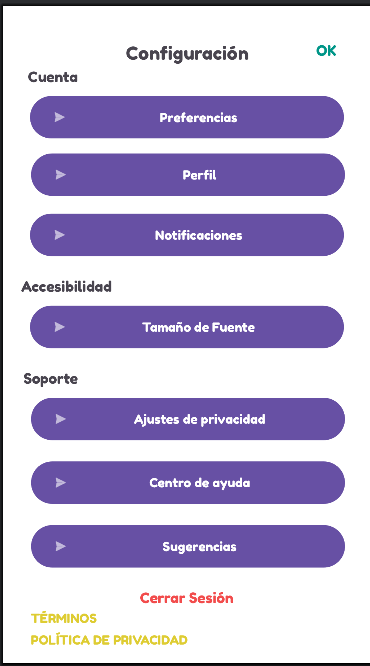 Configuración
OK
Cuenta
Preferencias
Perfil
Notificaciones
Accesibilidad
Tamaño de Fuente
Soporte
Ajustes de privacidad
Centro de ayuda
Sugerencias
Cerrar Sesión
TÉRMINOS
POLÍTICA DE PRIVACIDAD